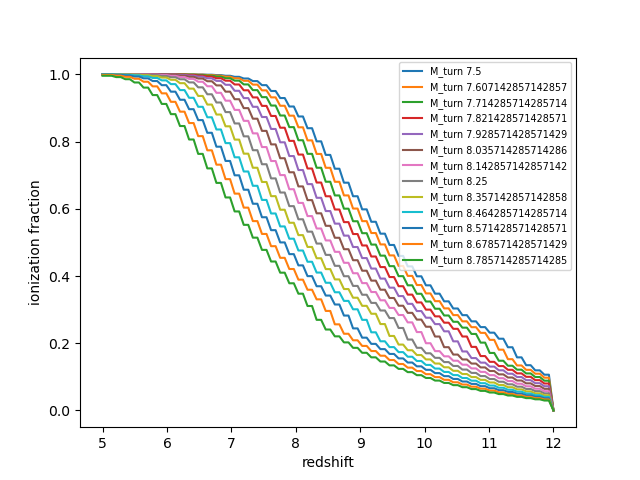 1.0
0.8
0.6
0.4
0.2
0.0
ionization fraction
5 6 7 8 9 10 11 12
redshift
M_turn 7.5
M_turn 7.607142857142857
M_turn 7.714285714285714
M_turn 7.821428571428571
M_turn 7.928571428571429
M_turn 8.035714285714286
M_turn 8.142857142857142
M_turn 8.25
M_turn 8.357142857142858
M_turn 8.464285714285714
M_turn 8.571428571428571
M_turn 8.678571428571429
M_turn 8.785714285714285